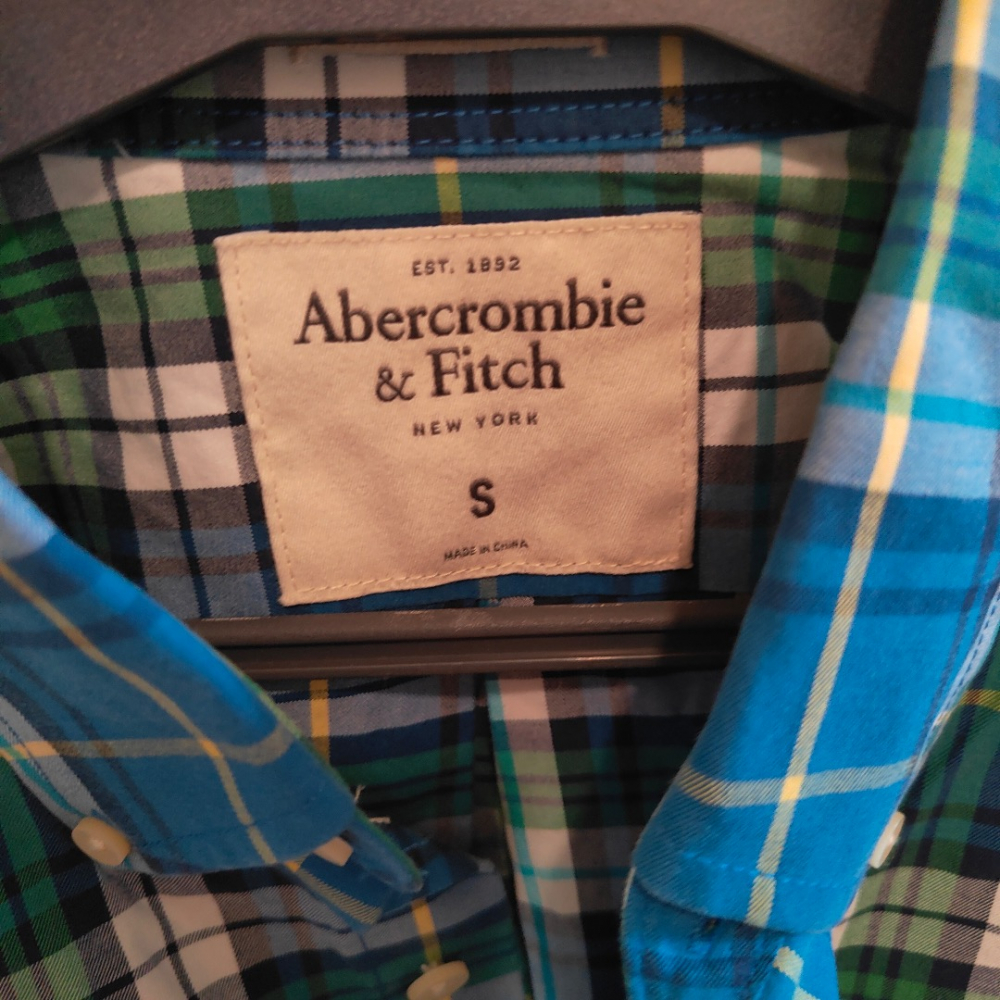 EST. 1892
Abercrombie
& Fitch
NEW YORK
S
MADE IN CHINA